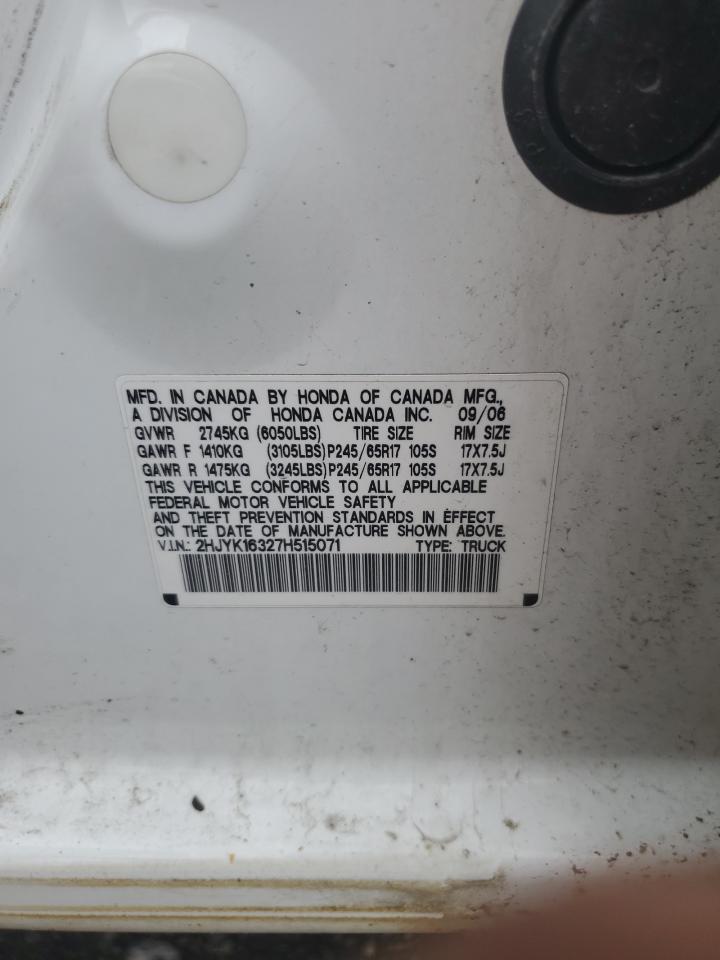 MFD. IN CANADA BY HONDA OF CANADA MFG.,
A DIVISION OF HONDA CANADA INC. 09/06
GVWR 2745KG (6050LBS) TIRE SIZE RIM SIZE
GAWR F 1410KG (3105LBS)P245/65R17 105S 17X7.5J
GAWR R 1475KG (3245LBS)P245/65R17 105S 17X7.5J
THIS VEHICLE CONFORMS TO ALL APPLICABLE
FEDERAL MOTOR VEHICLE SAFETY
AND THEFT PREVENTION STANDARDS IN EFFECT
ON THE DATE OF MANUFACTURE SHOWN ABOVE.
V.I.N.: 2HJYK16327H515071 TYPE: TRUCK